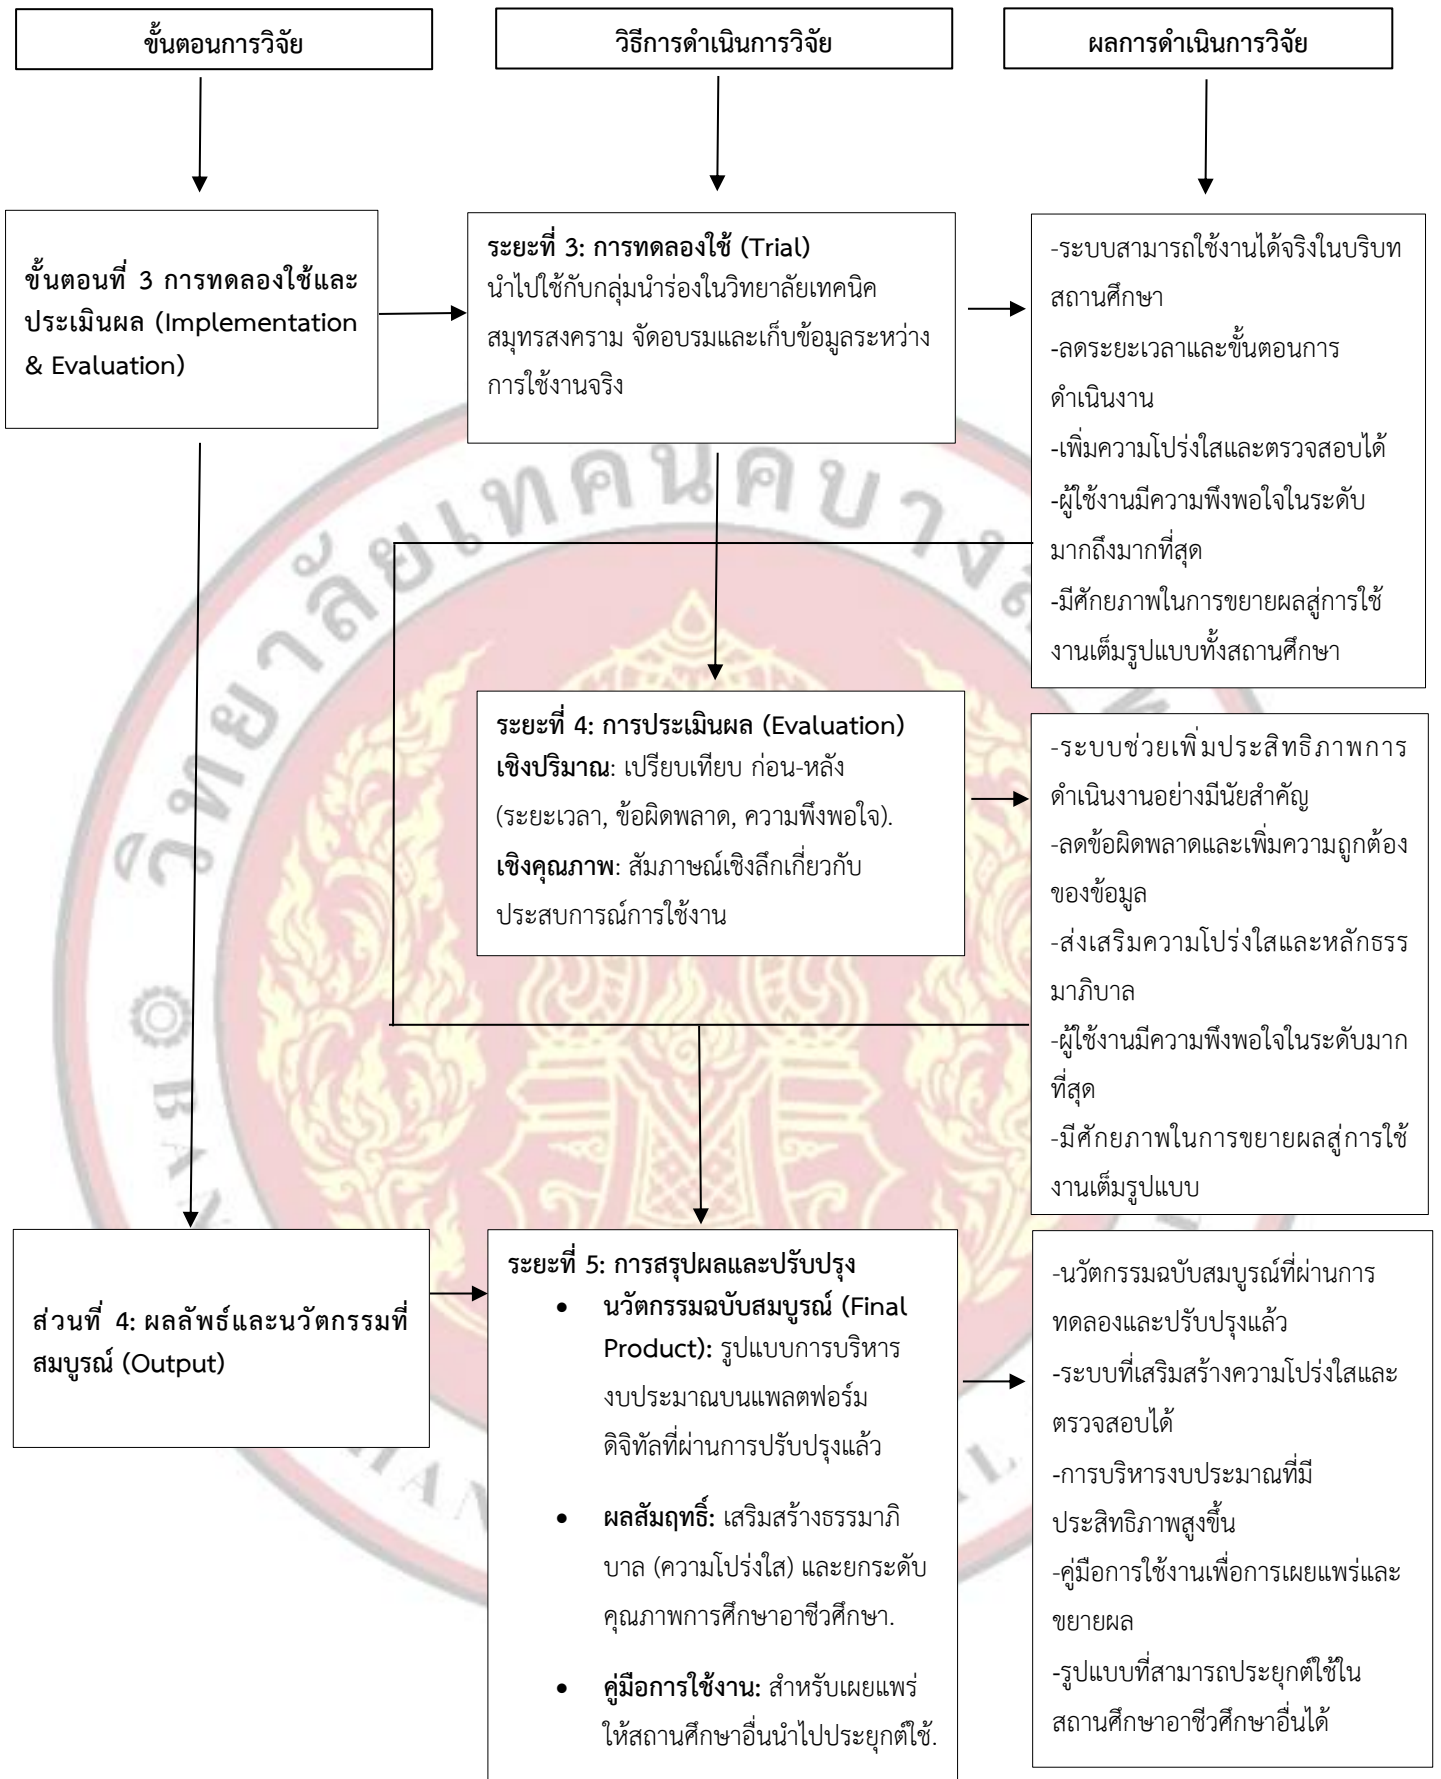 ขั้นตอนการวิจัย
วิธีการดำเนินการวิจัย
ผลการดำเนินการวิจัย
ขั้นตอนที่ 3 การทดลองใช้และ
ประเมินผล (Implementation
& Evaluation)
ระยะที่ 3: การทดลองใช้ (Trial)
นำไปใช้กับกลุ่มนำร่องในวิทยาลัยเทคนิค
สมุทรสงคราม จัดอบรมและเก็บข้อมูลระหว่าง
การใช้งานจริง
-ระบบสามารถใช้งานได้จริงในบริบท
สถานศึกษา
-ลดระยะเวลาและขั้นตอนการ
ดำเนินงาน
-เพิ่มความโปร่งใสและตรวจสอบได้
-ผู้ใช้งานมีความพึงพอใจในระดับ
มากถึงมากที่สุด
-มีศักยภาพในการขยายผลสู่การใช้
งานเต็มรูปแบบทั้งสถานศึกษา
ระยะที่ 4: การประเมินผล (Evaluation)
เชิงปริมาณ: เปรียบเทียบ ก่อน-หลัง
(ระยะเวลา, ข้อผิดพลาด, ความพึงพอใจ).
เชิงคุณภาพ: สัมภาษณ์เชิงลึกเกี่ยวกับ
ประสบการณ์การใช้งาน
-ระบบช่วยเพิ่มประสิทธิภาพการ
ดำเนินงานอย่างมีนัยสำคัญ
-ลดข้อผิดพลาดและเพิ่มความถูกต้อง
ของข้อมูล
-ส่งเสริมความโปร่งใสและหลักธรร
มาภิบาล
-ผู้ใช้งานมีความพึงพอใจในระดับมาก
ที่สุด
-มีศักยภาพในการขยายผลสู่การใช้
งานเต็มรูปแบบ
ส่วนที่ 4: ผลลัพธ์และนวัตกรรมที่
สมบูรณ์ (Output)
ระยะที่ 5: การสรุปผลและปรับปรุง
• นวัตกรรมฉบับสมบูรณ์ (Final
Product): รูปแบบการบริหาร
งบประมาณบนแพลตฟอร์ม
ดิจิทัลที่ผ่านการปรับปรุงแล้ว
• ผลสัมฤทธิ์: เสริมสร้างธรรมาภิ
บาล (ความโปร่งใส) และยกระดับ
คุณภาพการศึกษาอาชีวศึกษา.
• คู่มือการใช้งาน: สำหรับเผยแพร่
ให้สถานศึกษาอื่นนำไปประยุกต์ใช้.
-นวัตกรรมฉบับสมบูรณ์ที่ผ่านการ
ทดลองและปรับปรุงแล้ว
-ระบบที่เสริมสร้างความโปร่งใสและ
ตรวจสอบได้
-การบริหารงบประมาณที่มี
ประสิทธิภาพสูงขึ้น
-คู่มือการใช้งานเพื่อการเผยแพร่และ
ขยายผล
-รูปแบบที่สามารถประยุกต์ใช้ใน
สถานศึกษาอาชีวศึกษาอื่นได้
วิทยาลัยเทคนิคบาง